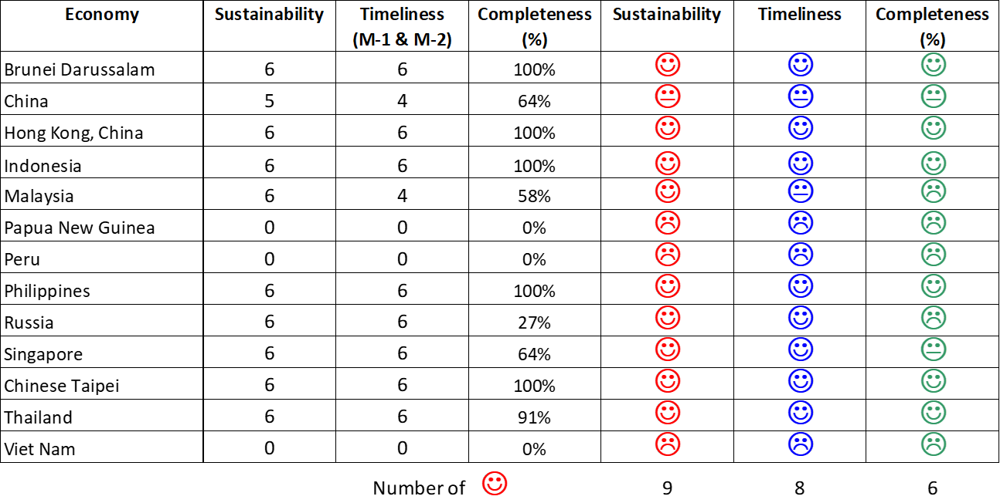 Economy Sustainability Timeliness Completeness Sustainability Timeliness Completeness
(M-1 & M-2) (%) (%)
Brunei Darussalam 6 6 100%
China 5 4 64%
Hong Kong, China 6 6 100%
Indonesia 6 6 100%
Malaysia 6 4 58%
Papua New Guinea 0 0 0%
Peru 0 0 0%
Philippines 6 6 100%
Russia 6 6 27%
Singapore 6 6 64%
Chinese Taipei 6 6 100%
Thailand 6 6 91%
Viet Nam 0 0 0%
Number of 9 8 6